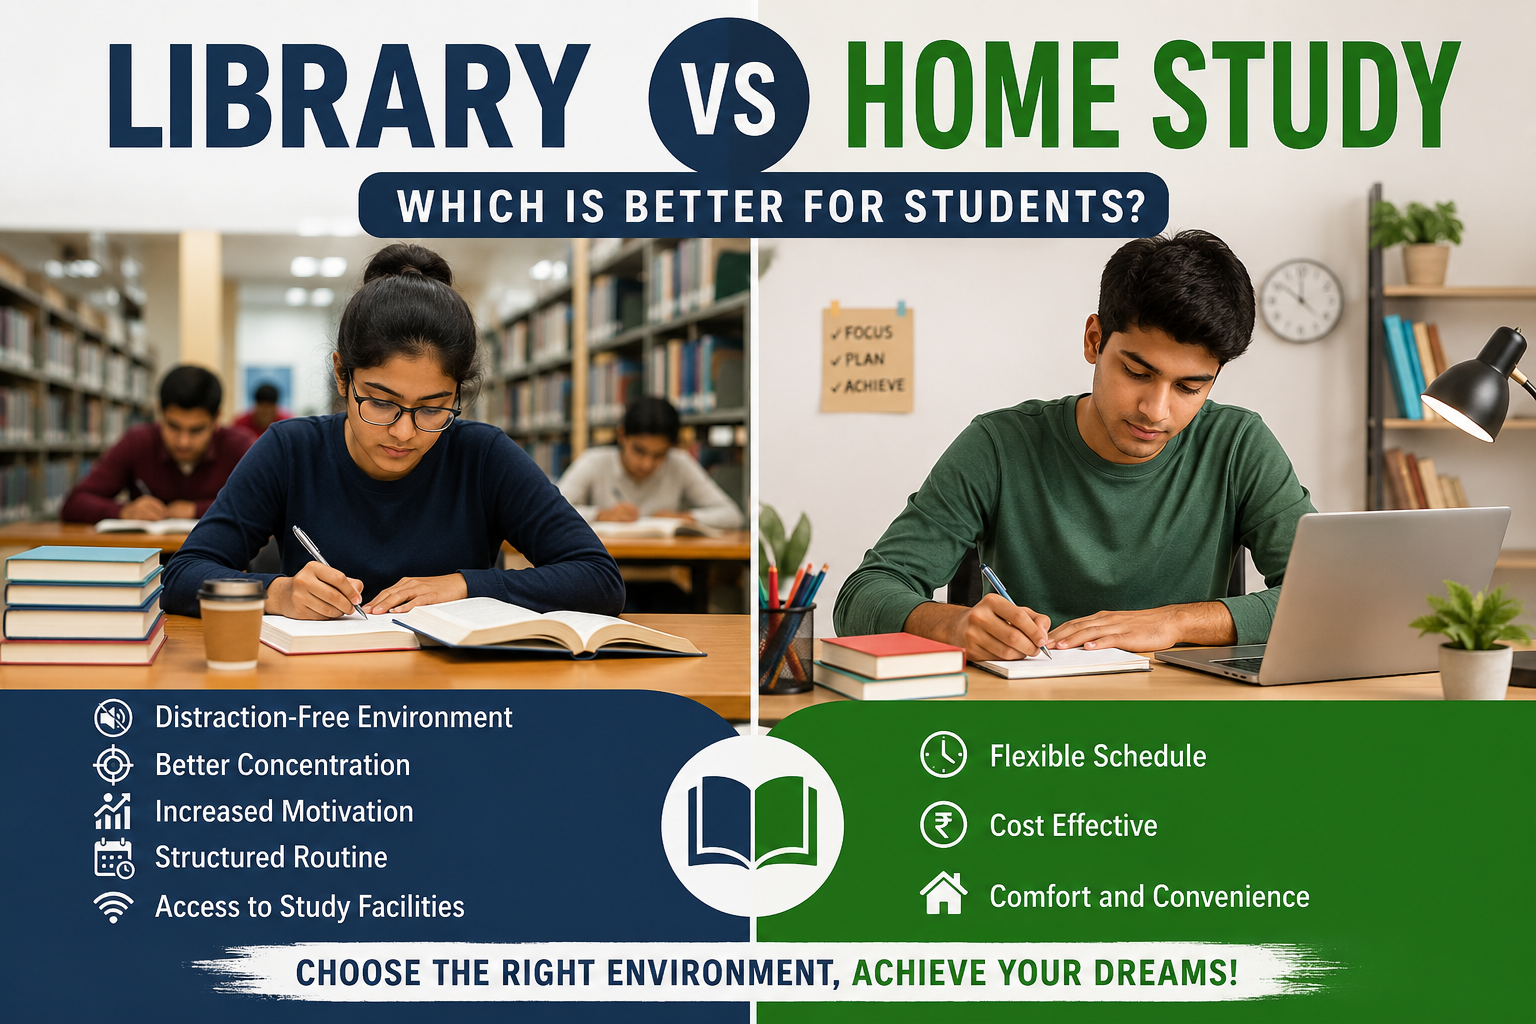 LIBRARY VS HOME STUDY
WHICH IS BETTER FOR STUDENTS?
✓ FOCUS
✓ PLAN
✓ ACHIEVE
Distraction-Free Environment
Better Concentration
Increased Motivation
Structured Routine
Access to Study Facilities
Flexible Schedule
₹
Cost Effective
Comfort and Convenience
CHOOSE THE RIGHT ENVIRONMENT, ACHIEVE YOUR DREAMS!